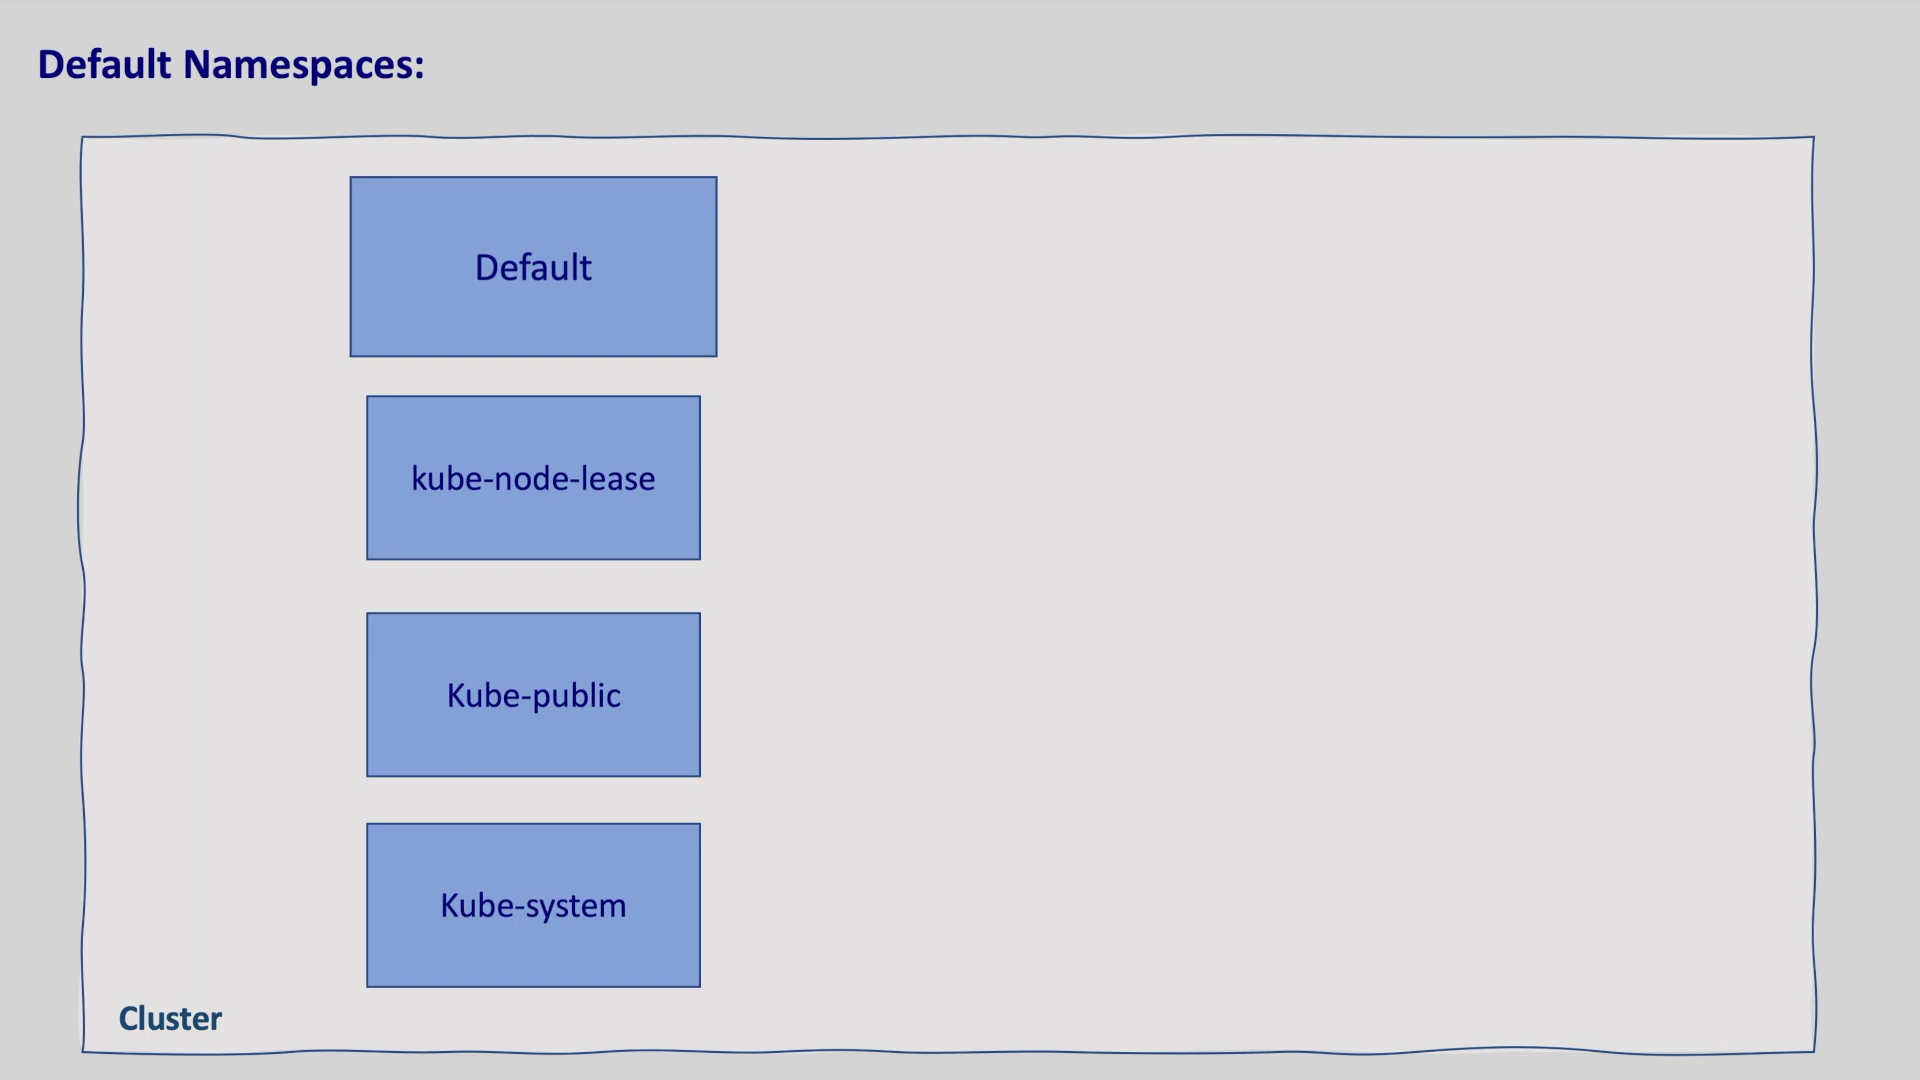 Default Namespaces:
Default
kube-node-lease
Kube-public
Kube-system
Cluster